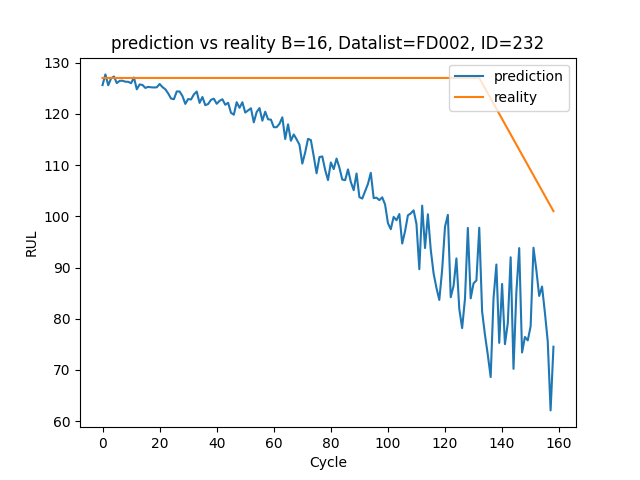 prediction vs reality B=16, Datalist=FD002, ID=232
prediction
reality
RUL
130
120
110
100
90
80
70
60
0 20 40 60 80 100 120 140 160
Cycle